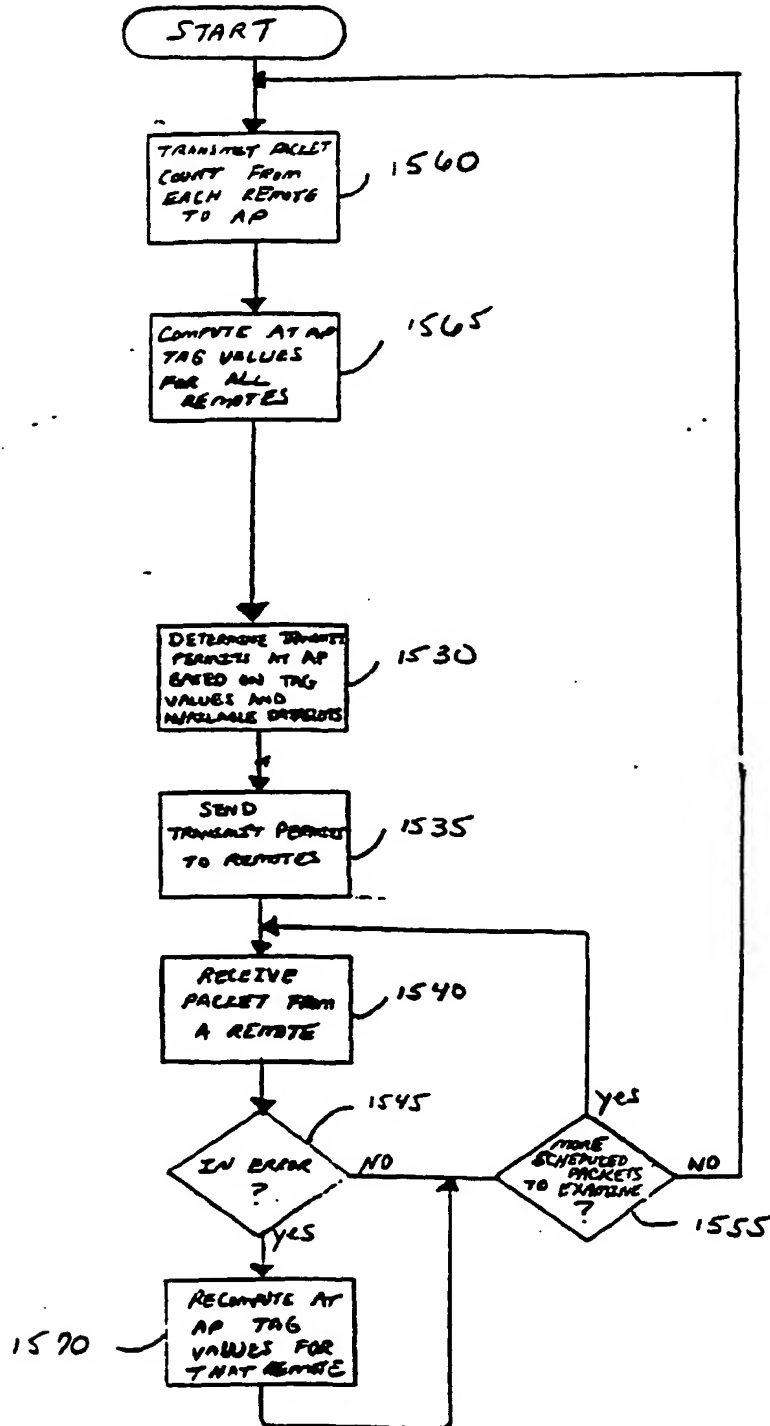 START
TRANSMIT PACKET
COUNT FROM
EACH REMOTE
TO AP
1560
COMPUTE AT AP
TAG VALUES
FOR ALL
REMOTES
1565
DETERMINE TRANSMIT
PERMITS AT AP
BASED ON TAG
VALUES AND
AVAILABLE DATASLOTS
1530
SEND
TRANSMIT PERMITS
TO REMOTES
1535
RECEIVE
PACKET FROM
A REMOTE
1540
IN ERROR
?
1545
NO
yes
MORE
SCHEDULED
PACKETS
TO EXAMINE
?
yes
NO
1555
RECOMPUTE AT
AP TAG
VALUES FOR
THAT REMOTE
1570